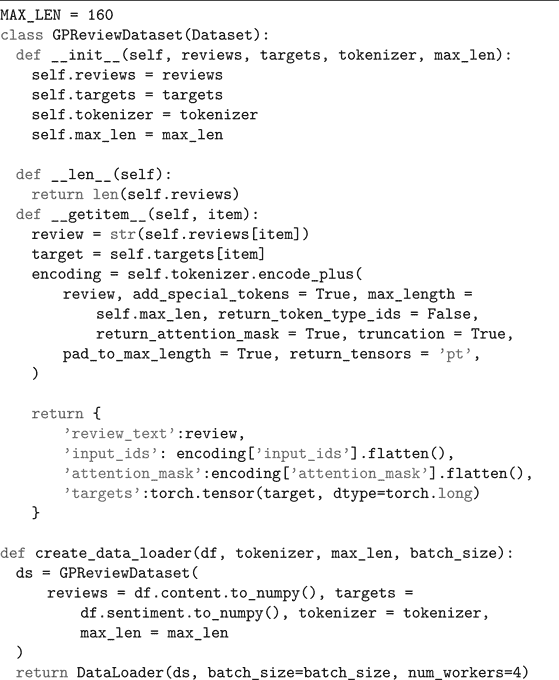 MAX_LEN = 160
class GPReviewDataset(Dataset):
  def __init__(self, reviews, targets, tokenizer, max_len):
    self.reviews = reviews
    self.targets = targets
    self.tokenizer = tokenizer
    self.max_len = max_len

  def __len__(self):
    return len(self.reviews)
  def __getitem__(self, item):
    review = str(self.reviews[item])
    target = self.targets[item]
    encoding = self.tokenizer.encode_plus(
        review, add_special_tokens = True, max_length =
            self.max_len, return_token_type_ids = False,
            return_attention_mask = True, truncation = True,
        pad_to_max_length = True, return_tensors = 'pt',
    )

    return {
        'review_text':review,
        'input_ids': encoding['input_ids'].flatten(),
        'attention_mask':encoding['attention_mask'].flatten(),
        'targets':torch.tensor(target, dtype=torch.long)
    }

def create_data_loader(df, tokenizer, max_len, batch_size):
  ds = GPReviewDataset(
      reviews = df.content.to_numpy(), targets =
          df.sentiment.to_numpy(), tokenizer = tokenizer,
          max_len = max_len
  )
  return DataLoader(ds, batch_size=batch_size, num_workers=4)